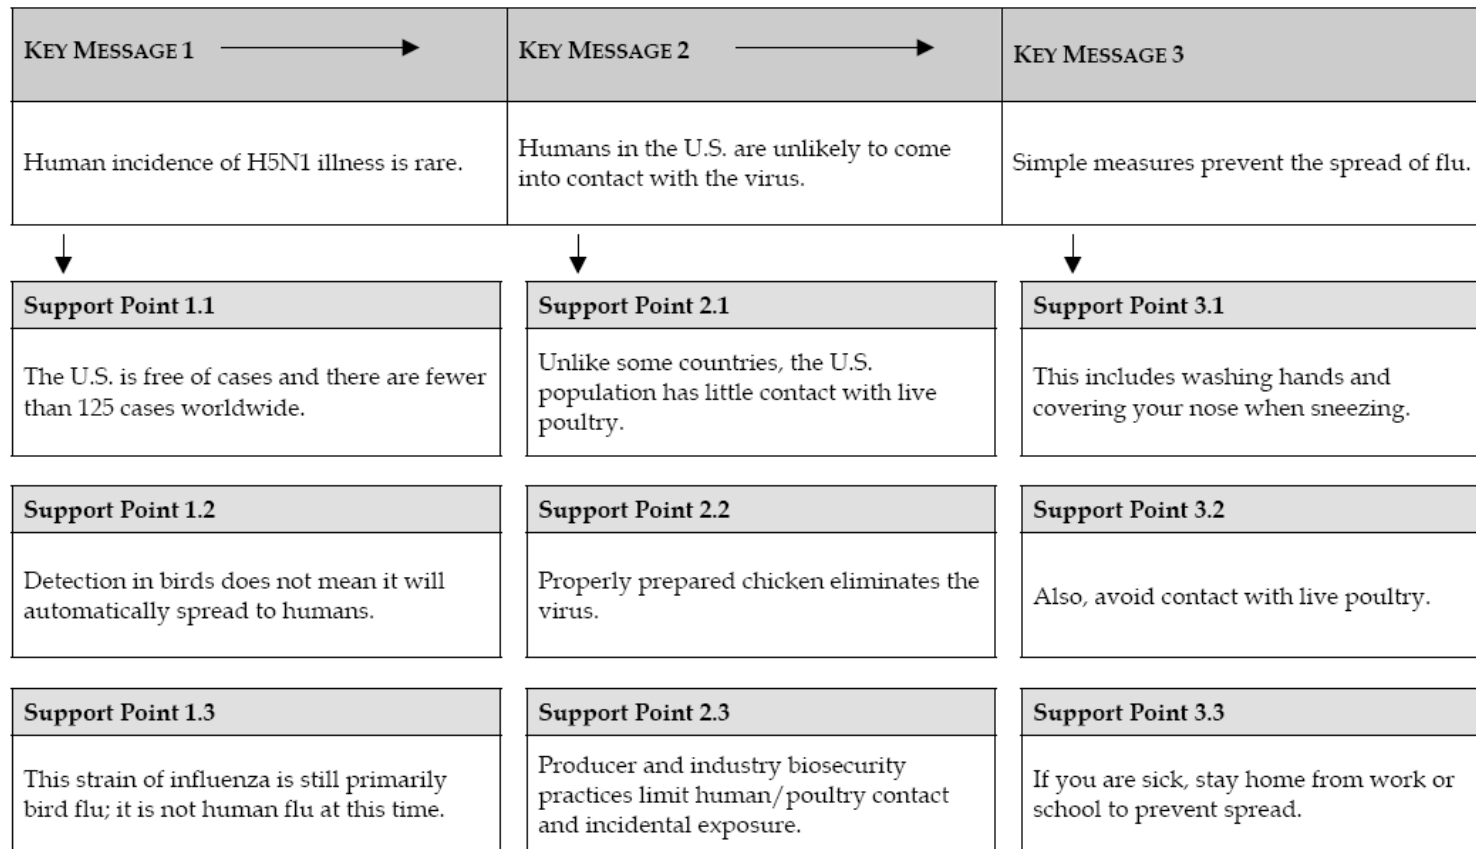 KEY MESSAGE 1
KEY MESSAGE 2
KEY MESSAGE 3
Human incidence of H5N1 illness is rare.
Humans in the U.S. are unlikely to come
into contact with the virus.
Simple measures prevent the spread of flu.
Support Point 1.1
The U.S. is free of cases and there are fewer
than 125 cases worldwide.
Support Point 2.1
Unlike some countries, the U.S.
population has little contact with live
poultry.
Support Point 3.1
This includes washing hands and
covering your nose when sneezing.
Support Point 1.2
Detection in birds does not mean it will
automatically spread to humans.
Support Point 2.2
Properly prepared chicken eliminates the
virus.
Support Point 3.2
Also, avoid contact with live poultry.
Support Point 1.3
This strain of influenza is still primarily
bird flu; it is not human flu at this time.
Support Point 2.3
Producer and industry biosecurity
practices limit human/poultry contact
and incidental exposure.
Support Point 3.3
If you are sick, stay home from work or
school to prevent spread.